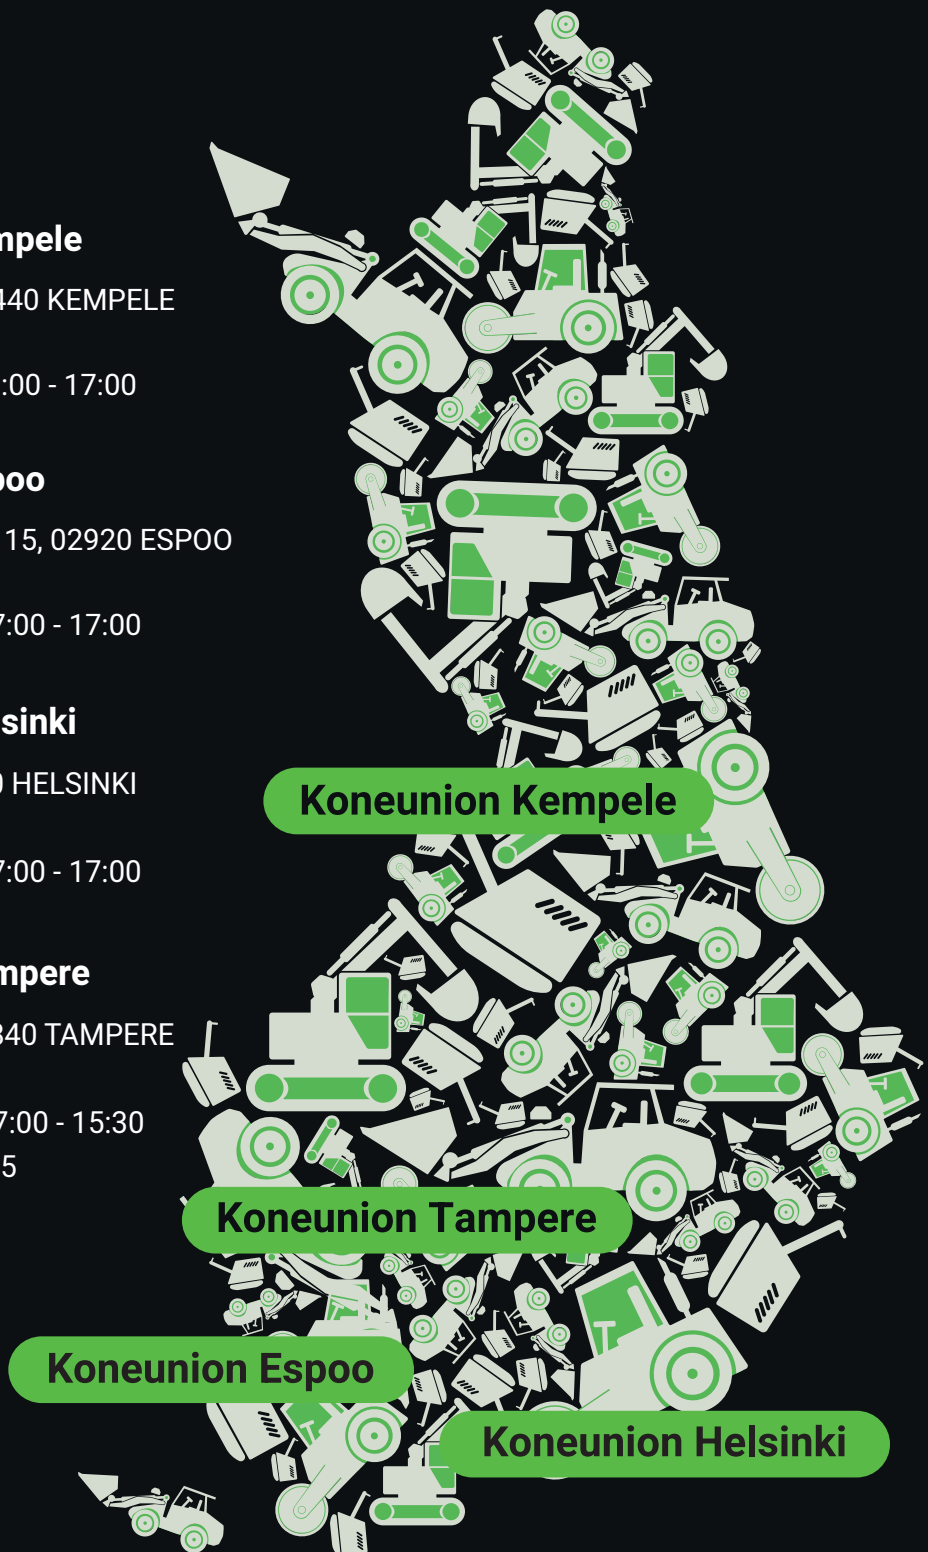 mpele
440 KEMPELE
:00 - 17:00
poo
15, 02920 ESPOO
7:00 - 17:00
sinki
0 HELSINKI
7:00 - 17:00
mpere
340 TAMPERE
7:00 - 15:30
5
Koneunion Kempele
Koneunion Tampere
Koneunion Espoo
Koneunion Helsinki